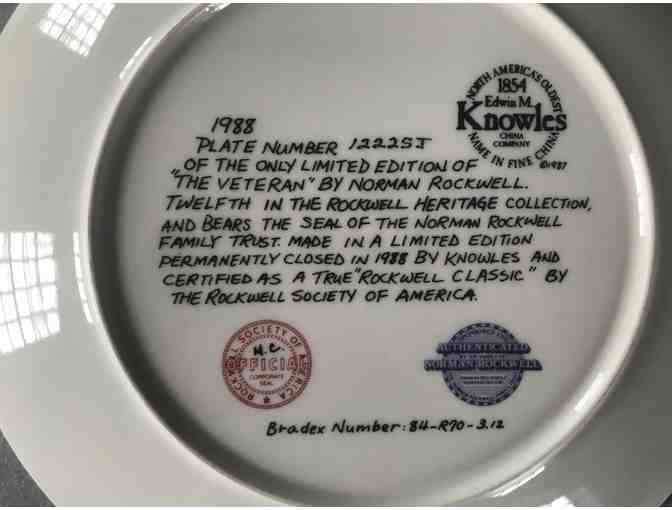 NORTH AMERICA'S OLDEST
1854
Edwin M.
Knowles
CHINA
COMPANY
NAME IN FINE CHINA
©1987
1988
PLATE NUMBER 12225J
OF THE ONLY LIMITED EDITION OF
"THE VETERAN" BY NORMAN ROCKWELL.
TWELFTH IN THE ROCKWELL HERITAGE COLLECTION,
AND BEARS THE SEAL OF THE NORMAN ROCKWELL
FAMILY TRUST. MADE IN A LIMITED EDITION
PERMANENTLY CLOSED IN 1988 BY KNOWLES AND
CERTIFIED AS A TRUE "ROCKWELL CLASSIC" BY
THE ROCKWELL SOCIETY OF AMERICA.
ROCKWELL SOCIETY OF AMERICA
M.C.
OFFICIAL
CORPORATE
SEAL
AUTHENTICATED
NORMAN ROCKWELL
Bradex Number: 84-R70-3.12